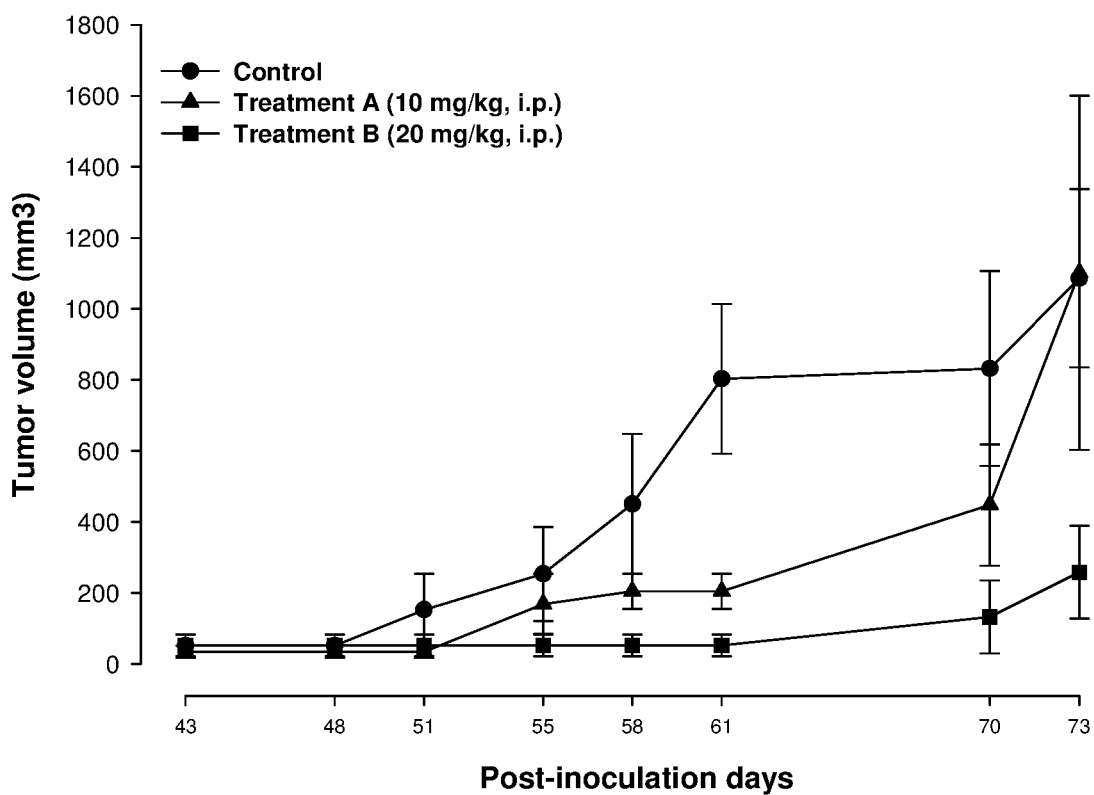 1800
1600
1400
1200
1000
800
600
400
200
0
Tumor volume (mm3)
Control
Treatment A (10 mg/kg, i.p.)
Treatment B (20 mg/kg, i.p.)
43 48 51 55 58 61 70 73
Post-inoculation days